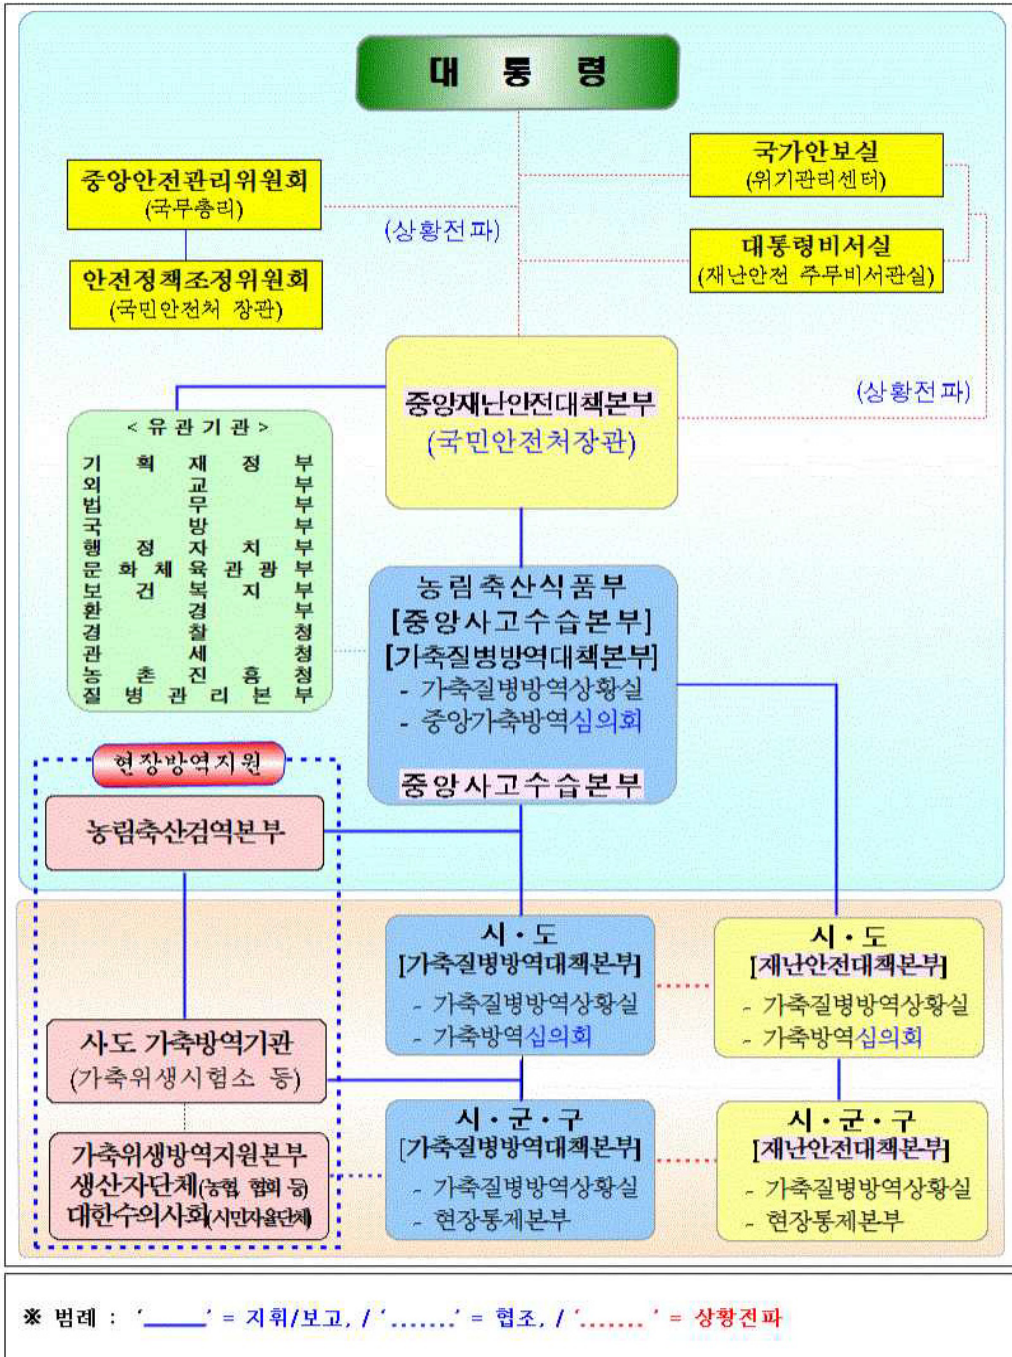 대 통 령
국가안보실
(위기관리센터)
중앙안전관리위원회
(국무총리)
(상황전파)
대통령비서실
(재난안전 주무비서관실)
안전정책조정위원회
(국민안전처 장관)
중앙재난안전대책본부
(국민안전처장관)
(상황전파)
< 유 관 기 관 >
기 획 재 정 부
외 교 부
법 무 부
국 방 부
행 정 자 치 부
문 화 체 육 관 광 부
보 건 복 지 부
환 경 부
경 찰 청
관 세 청
농 촌 진 흥 청
질 병 관 리 본 부
농림축산식품부
[중앙사고수습본부]
[가축질병방역대책본부]
- 가축질병방역상황실
- 중앙가축방역심의회
중앙사고수습본부
현장방역지원
농림축산검역본부
시·도
[가축질병방역대책본부]
- 가축질병방역상황실
- 가축방역심의회
시·도
[재난안전대책본부]
- 가축질병방역상황실
- 가축방역심의회
시·도 가축방역기관
(가축위생시험소 등)
가축위생방역지원본부
생산자단체(농협, 협회 등)
대한수의사회(시민자율단체)
시·군·구
[가축질병방역대책본부]
- 가축질병방역상황실
- 현장통제본부
시·군·구
[재난안전대책본부]
- 가축질병방역상황실
- 현장통제본부
※ 범례 : ‘_____’ = 지휘/보고, / ‘.......’ = 협조, / ‘....... ’ = 상황전파